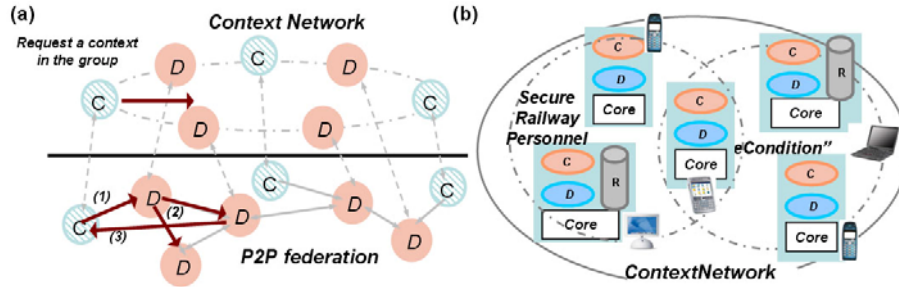 (a)
Context Network
Request a context
in the group
C
D
C
D
C
C
D
D
(1)
D
(2)
C
D
C
D
C
(3)
D
D
P2P federation
(b)
C
D
Core
C
R
D
Core
Secure
Railway
Personnel
C
D
Core
eCondition”
C
D
R
Core
C
D
Core
ContextNetwork